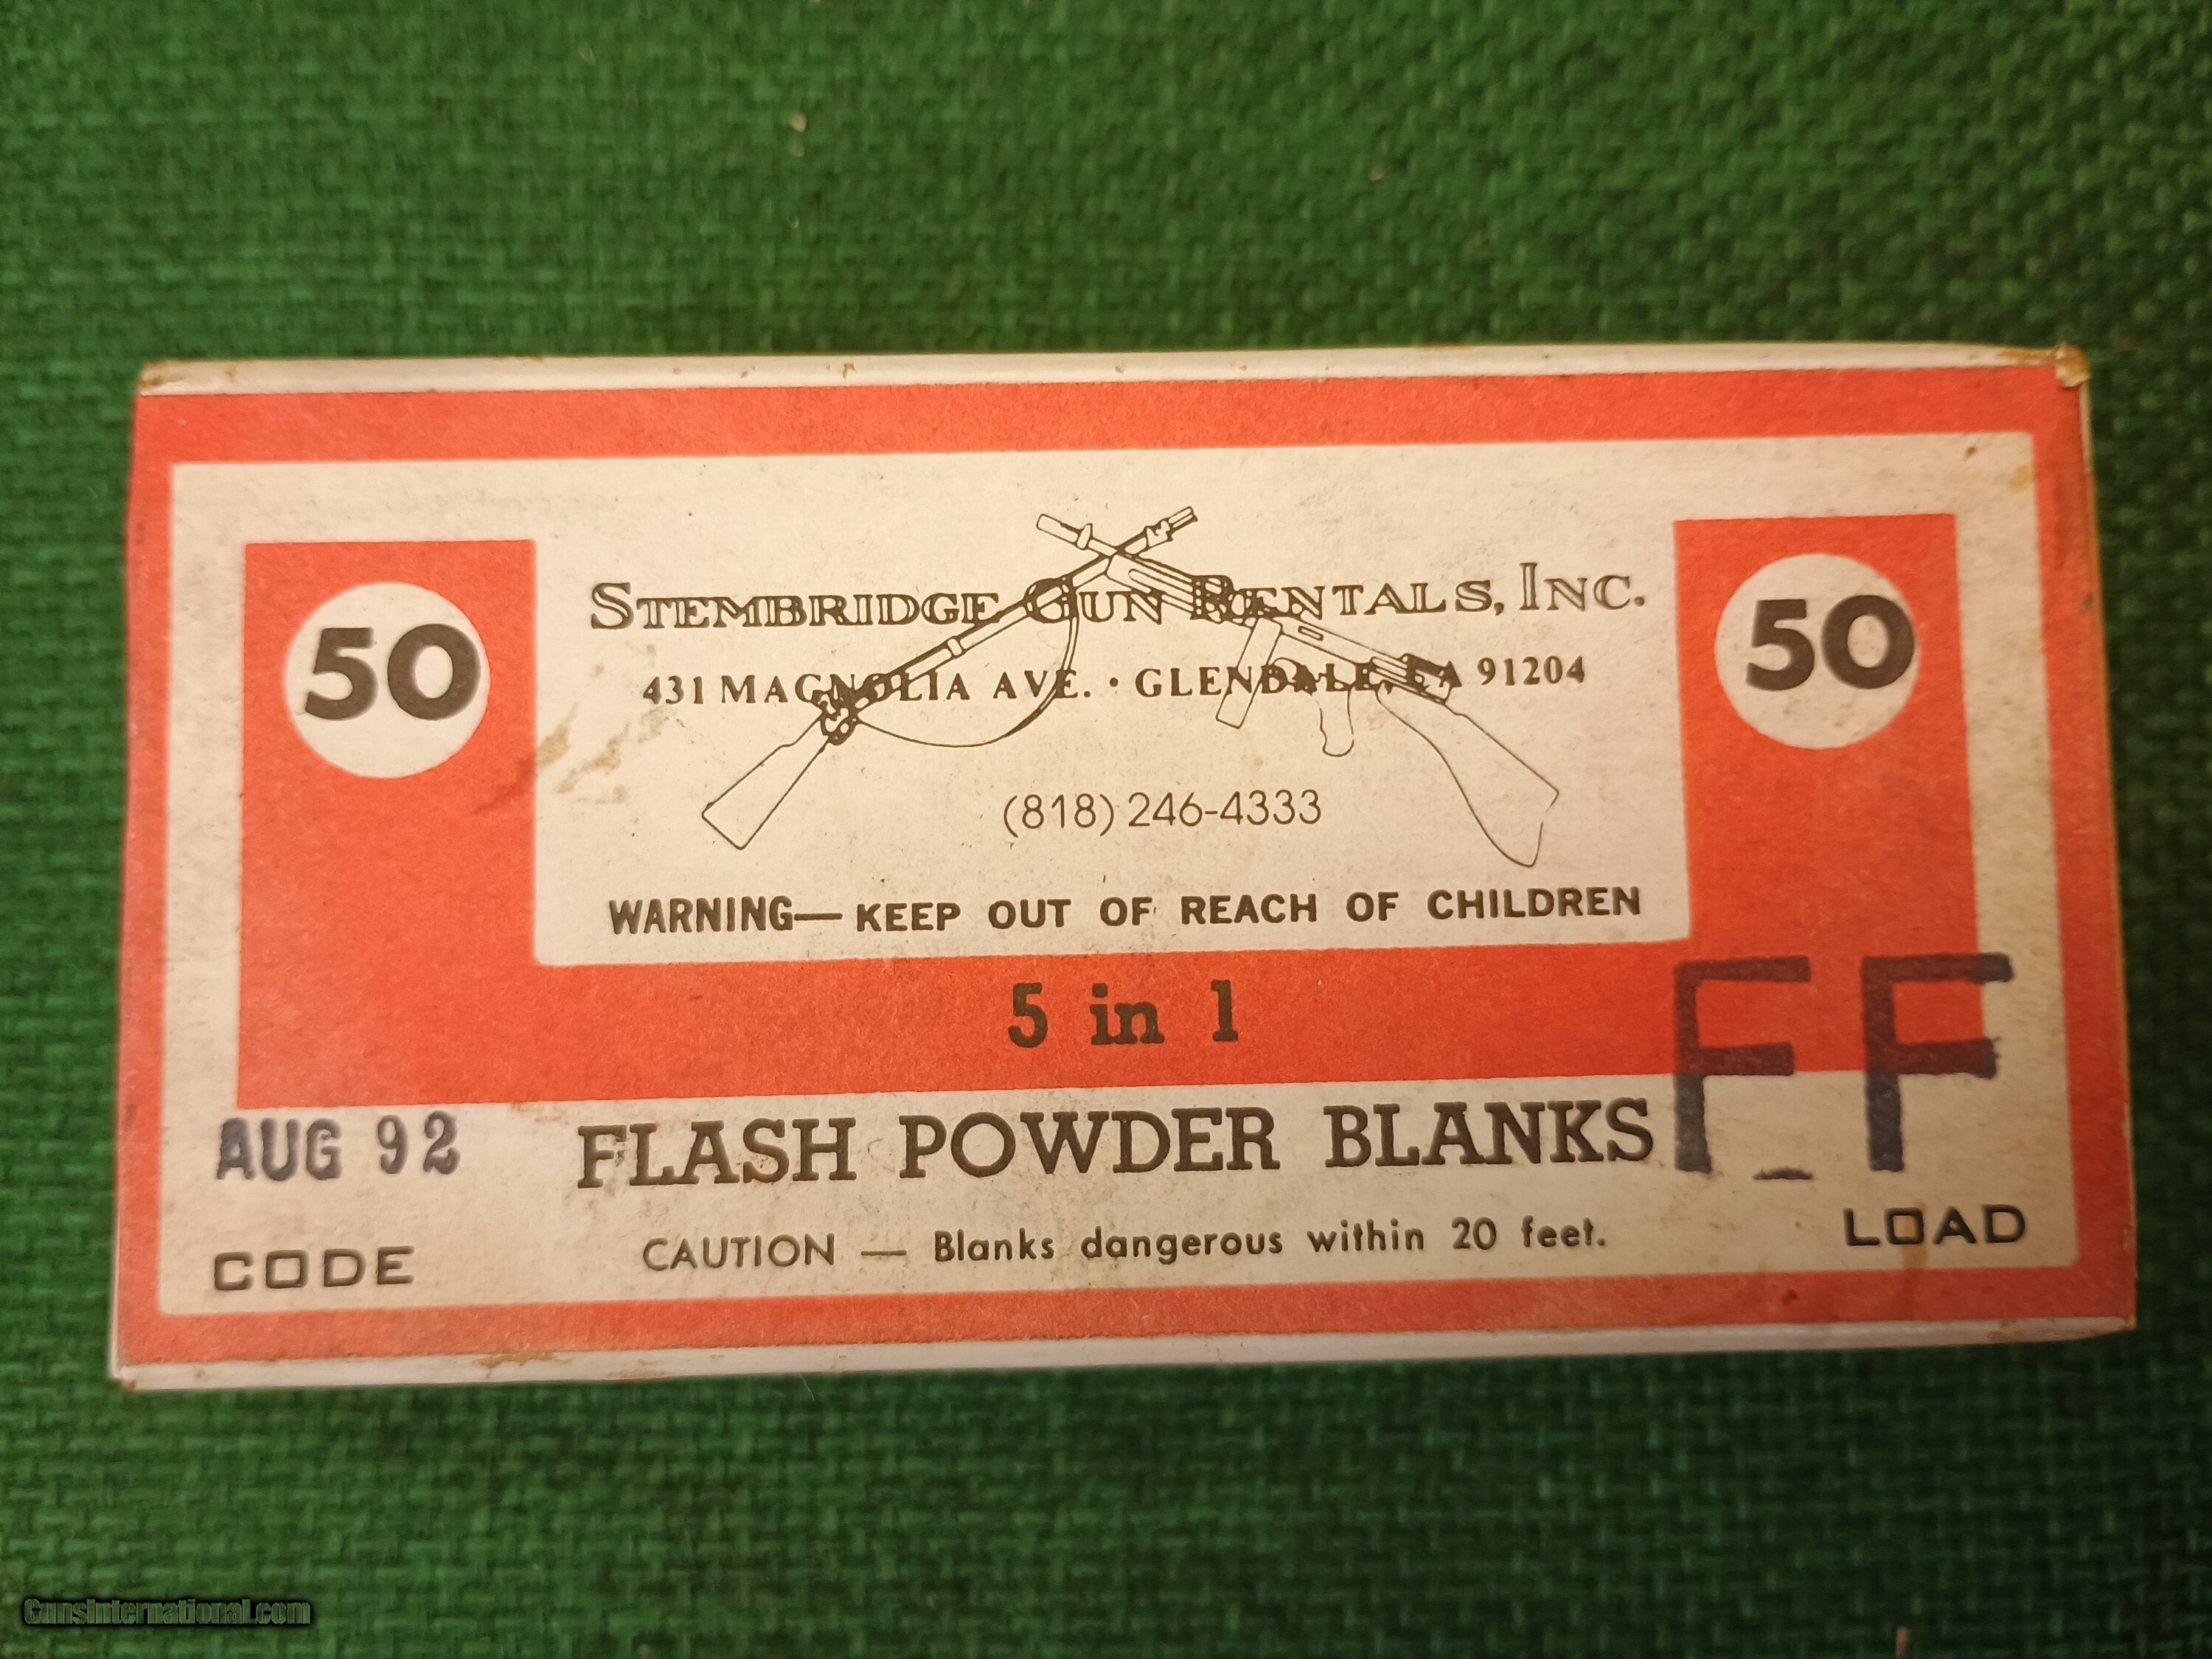 50
50
STEMBRIDGE GUN RENTALS, INC.
431 MAGNOLIA AVE. • GLENDALE, CA 91204
(818) 246-4333
WARNING— KEEP OUT OF REACH OF CHILDREN
5 in 1
FF
AUG 92
FLASH POWDER BLANKS
CODE
CAUTION — Blanks dangerous within 20 feet.
LOAD
GunsInternational.com